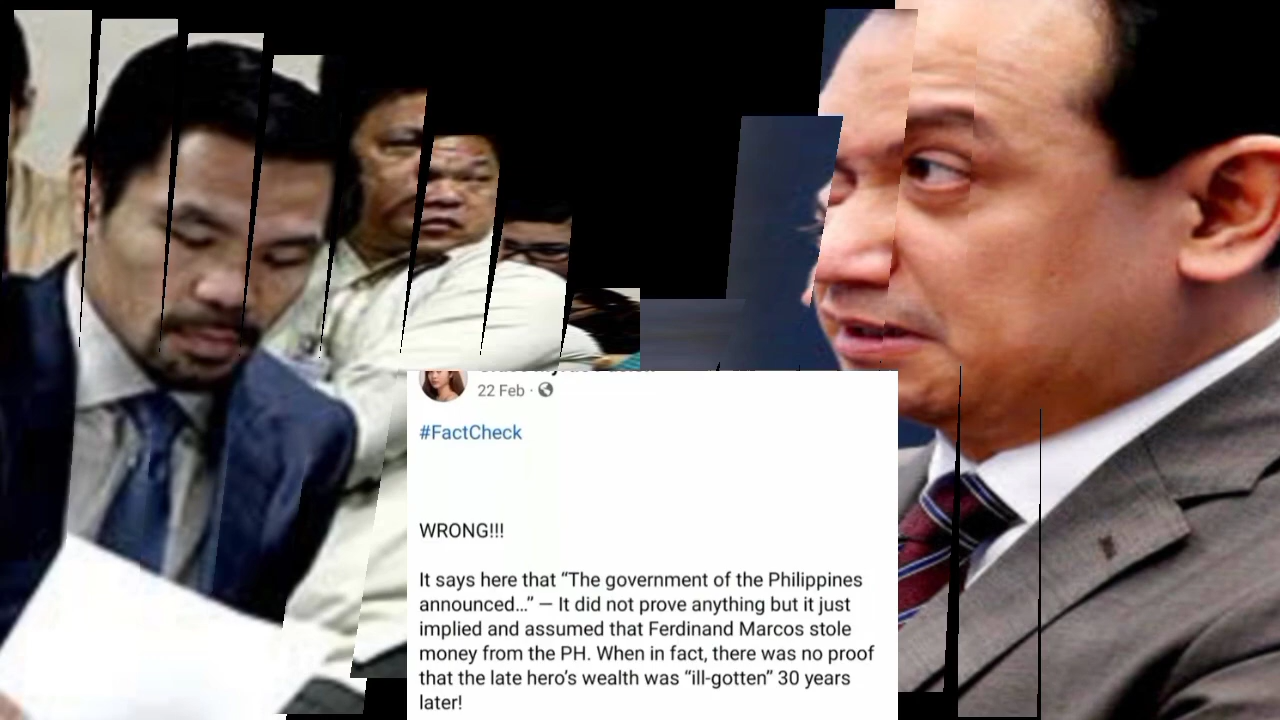 22 Feb ·
#FactCheck
WRONG!!!
It says here that “The government of the Philippines
announced...” — It did not prove anything but it just
implied and assumed that Ferdinand Marcos stole
money from the PH. When in fact, there was no proof
that the late hero’s wealth was “ill-gotten” 30 years
later!